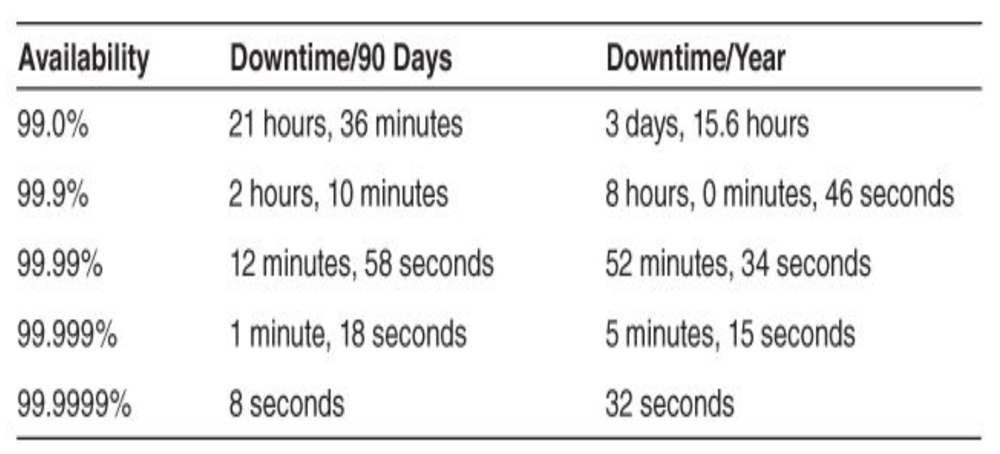 Availability Downtime/90 Days Downtime/Year
99.0% 21 hours, 36 minutes 3 days, 15.6 hours
99.9% 2 hours, 10 minutes 8 hours, 0 minutes, 46 seconds
99.99% 12 minutes, 58 seconds 52 minutes, 34 seconds
99.999% 1 minute, 18 seconds 5 minutes, 15 seconds
99.9999% 8 seconds 32 seconds